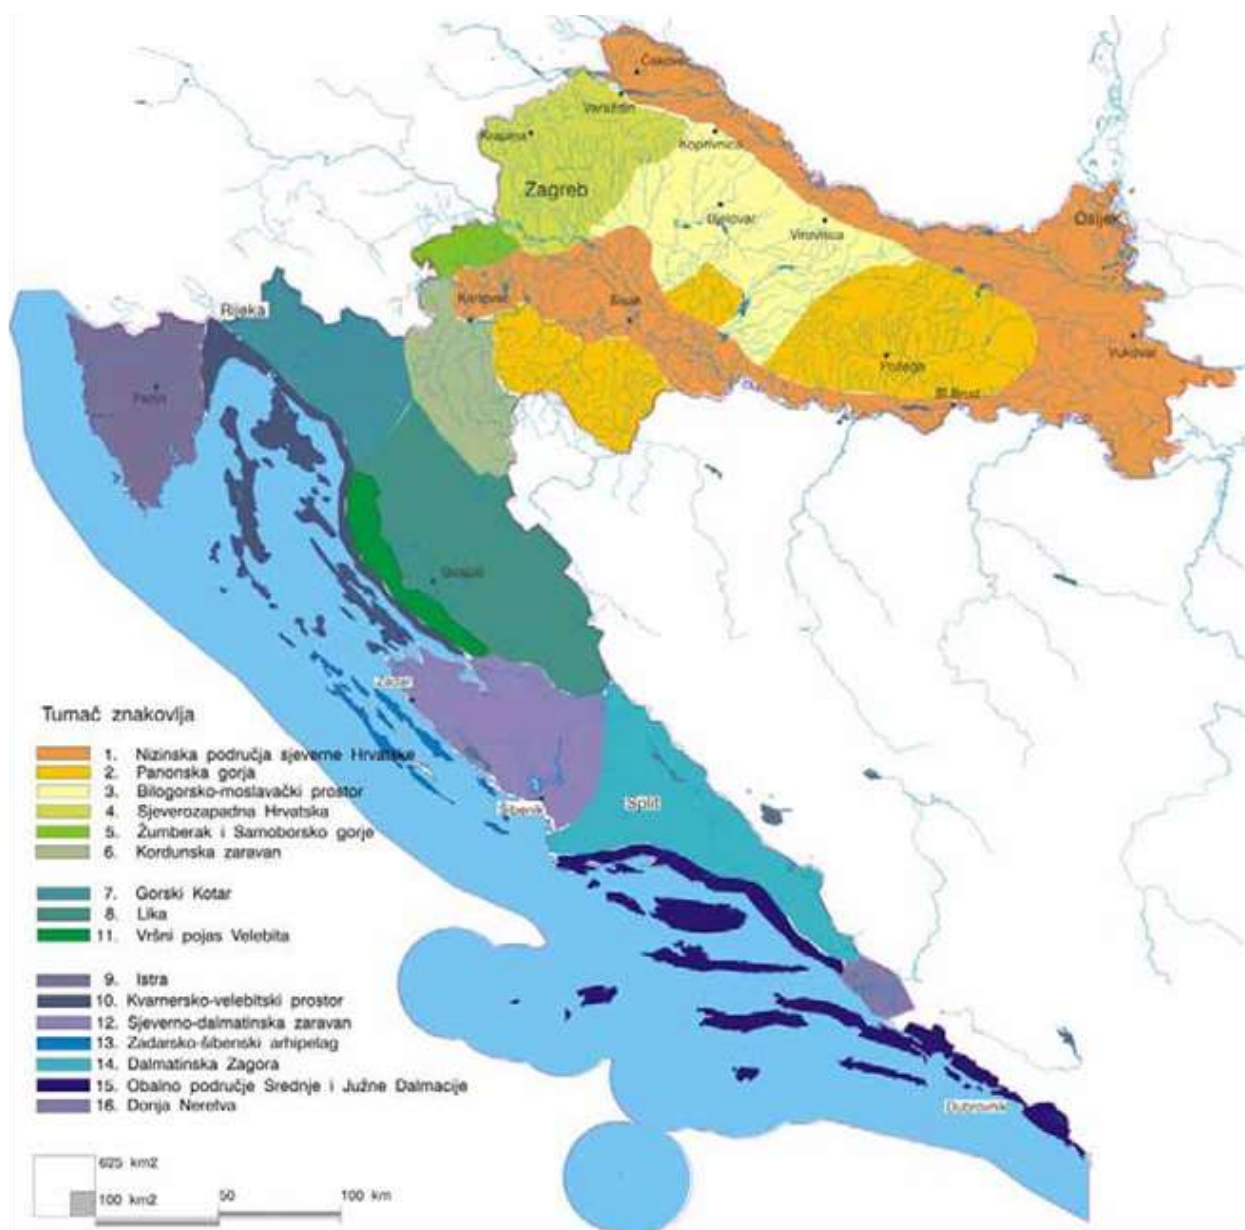 Čakovec
Varaždin
Krapina
Koprivnica
Zagreb
Bjelovar
Virovitica
Osijek
Karlovac
Sisak
Rijeka
Vukovar
Požega
Pazin
Sl.Brod
Gospić
Zadar
Tumač znakovlja
1. Nizinska područja sjeverne Hrvatske
2. Panonska gorja
3. Bilogorsko-moslavački prostor
4. Sjeverozapadna Hrvatska
5. Žumberak i Samoborsko gorje
6. Kordunska zaravan
7. Gorski Kotar
8. Lika
11. Vršni pojas Velebita
9. Istra
10. Kvarnersko-velebitski prostor
12. Sjeverno-dalmatinska zaravan
13. Zadarsko-šibenski arhipelag
14. Dalmatinska Zagora
15. Obalno područje Srednje i Južne Dalmacije
16. Donja Neretva
Šibenik
Split
Dubrovnik
625 km2
100 km2
50
100 km